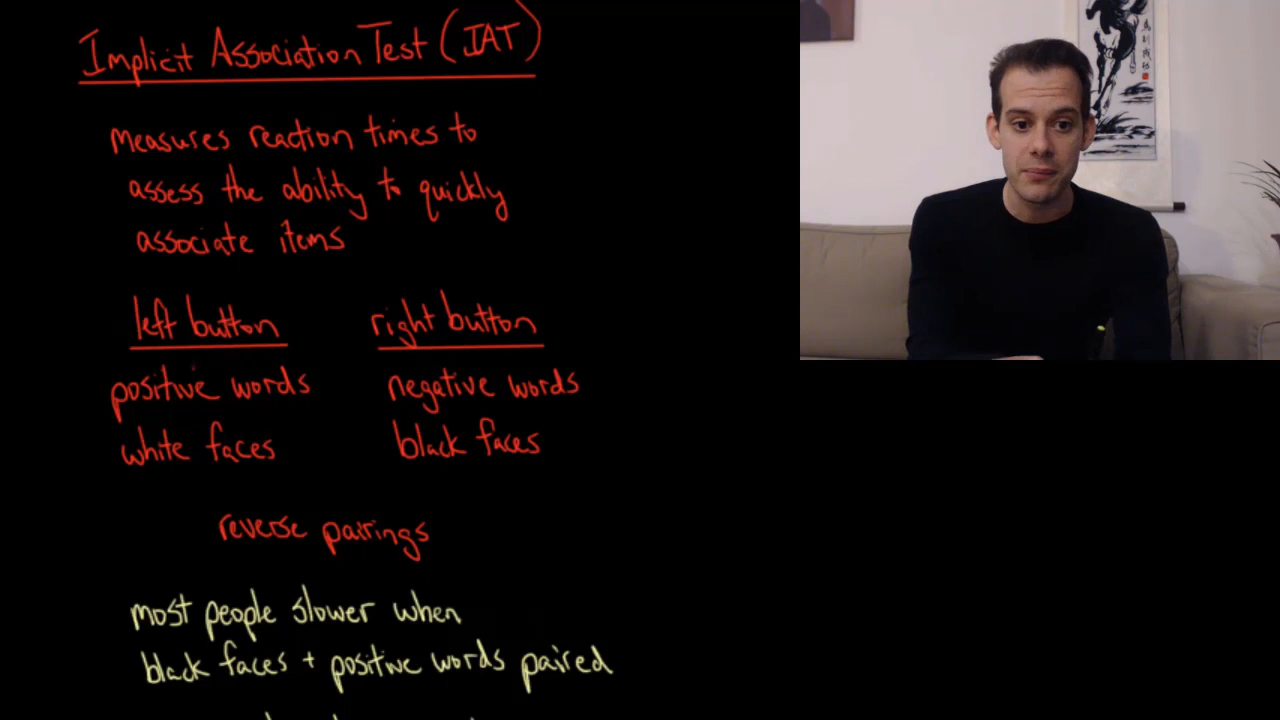 Implicit Association Test (IAT)
measures reaction times to
assess the ability to quickly
associate items
left button right button
positive words negative words
white faces black faces
reverse pairings
most people slower when
black faces + positive words paired